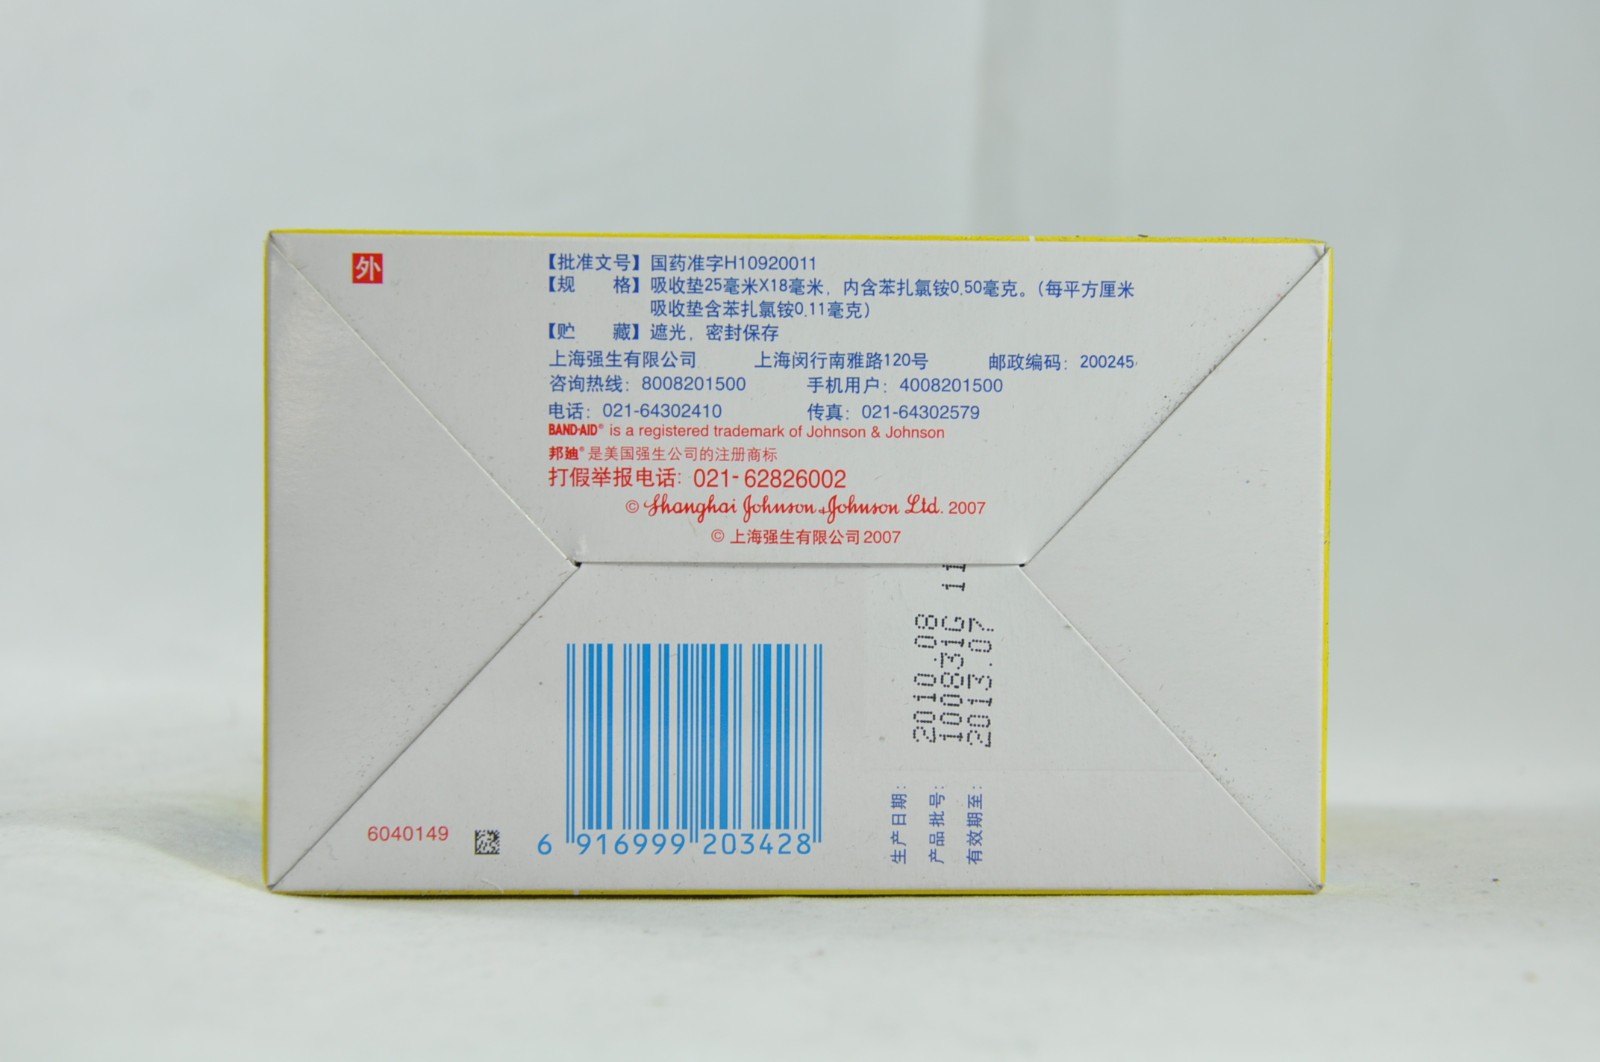 外
【批准文号】国药准字H10920011
【规 格】吸收垫25毫米X18毫米，内含苯扎氯铵0.50毫克。（每平方厘米
吸收垫含苯扎氯铵0.11毫克）
【贮 藏】遮光，密封保存
上海强生有限公司 上海闵行南雅路120号 邮政编码：200245
咨询热线：8008201500 手机用户：4008201500
电话：021-64302410 传真：021-64302579
BAND-AID® is a registered trademark of Johnson & Johnson
邦迪®是美国强生公司的注册商标
打假举报电话：021-62826002
© Shanghai Johnson & Johnson Ltd. 2007
© 上海强生有限公司2007
生产日期：2010.08
产品批号：100831G 11
有效期至：2013.07
6040149
6 916999 203428